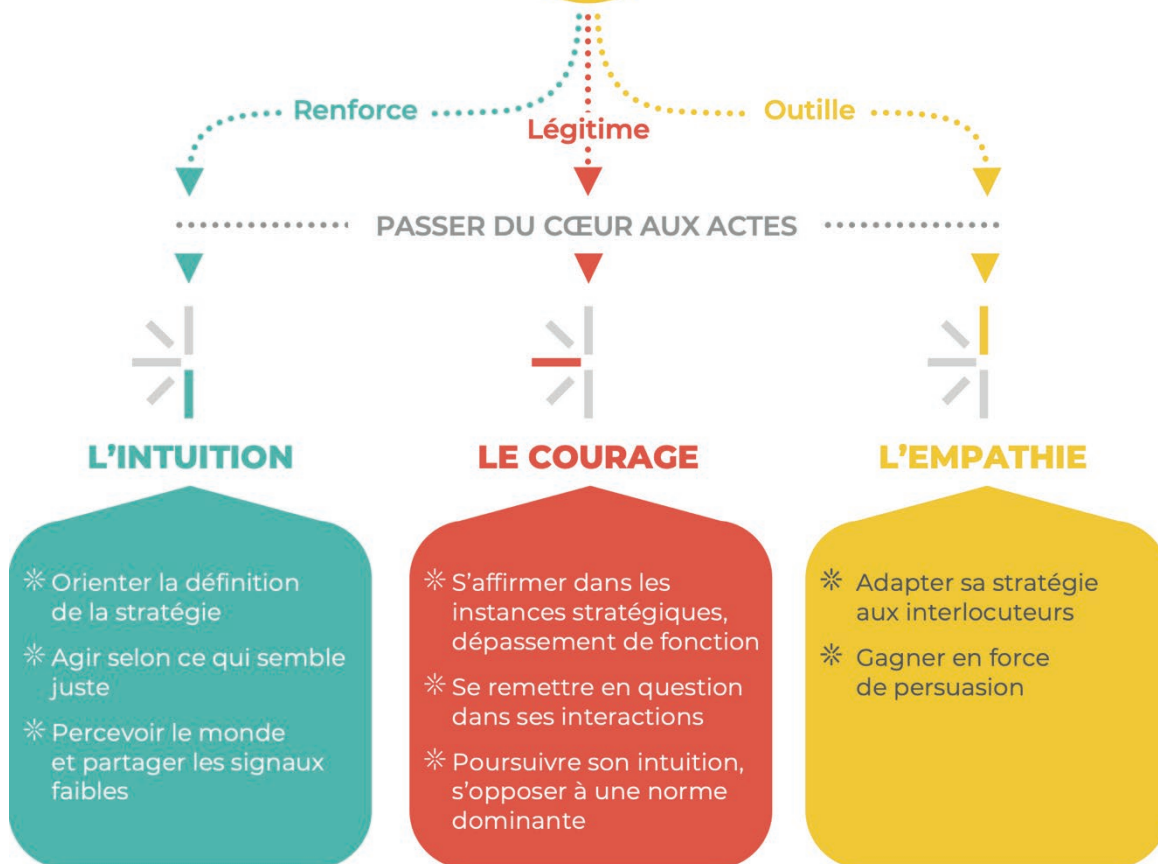 Renforce
Légitime
Outille
PASSER DU CŒUR AUX ACTES
L'INTUITION
Orienter la définition
de la stratégie
Agir selon ce qui semble
juste
Percevoir le monde
et partager les signaux
faibles
LE COURAGE
S'affirmer dans les
instances stratégiques,
dépassement de fonction
Se remettre en question
dans ses interactions
Poursuivre son intuition,
s'opposer à une norme
dominante
L'EMPATHIE
Adapter sa stratégie
aux interlocuteurs
Gagner en force
de persuasion